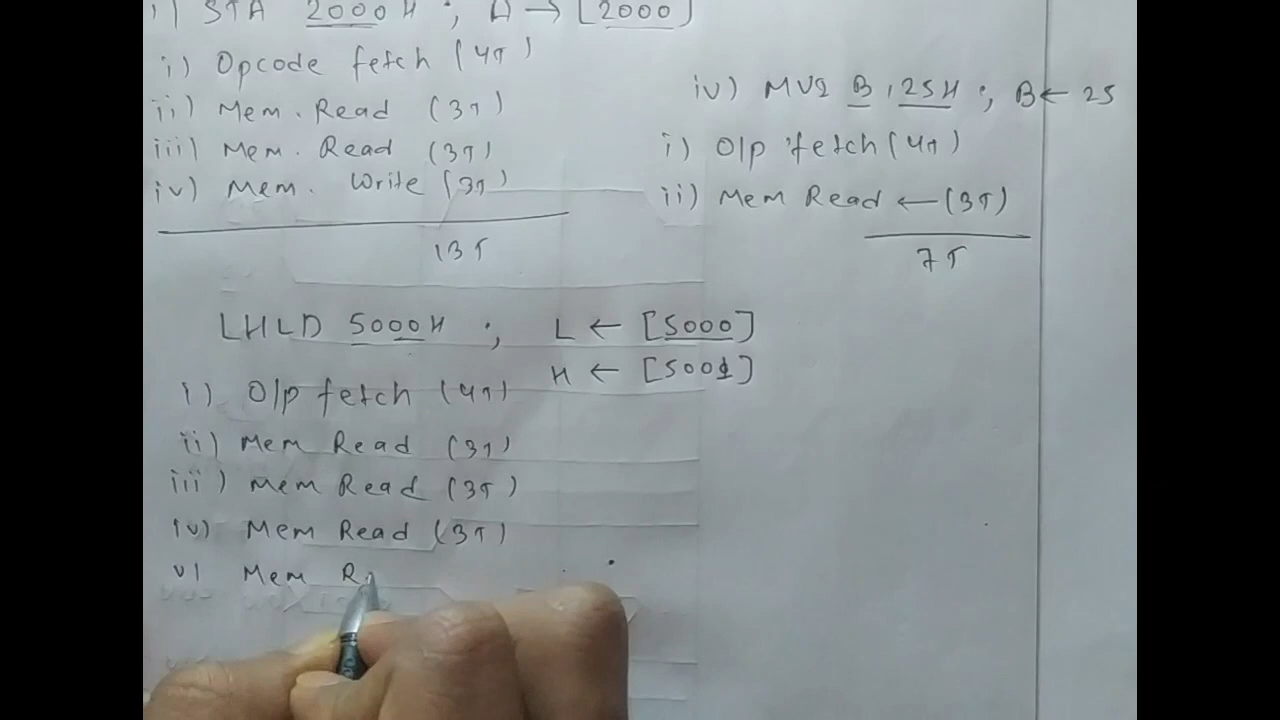 i) STA 2000H ; A → [2000]
i) Opcode fetch (4T)
ii) Mem. Read (3T)
iii) Mem. Read (3T)
iv) Mem. Write (3T)
13T
iv) MVI B, 25H ; B ← 25
i) O/p fetch (4T)
ii) Mem Read ← (3T)
7T
LHLD 5000H ; L ← [5000]
H ← [5001]
i) O/p fetch (4T)
ii) Mem Read (3T)
iii) Mem Read (3T)
iv) Mem Read (3T)
v) Mem R